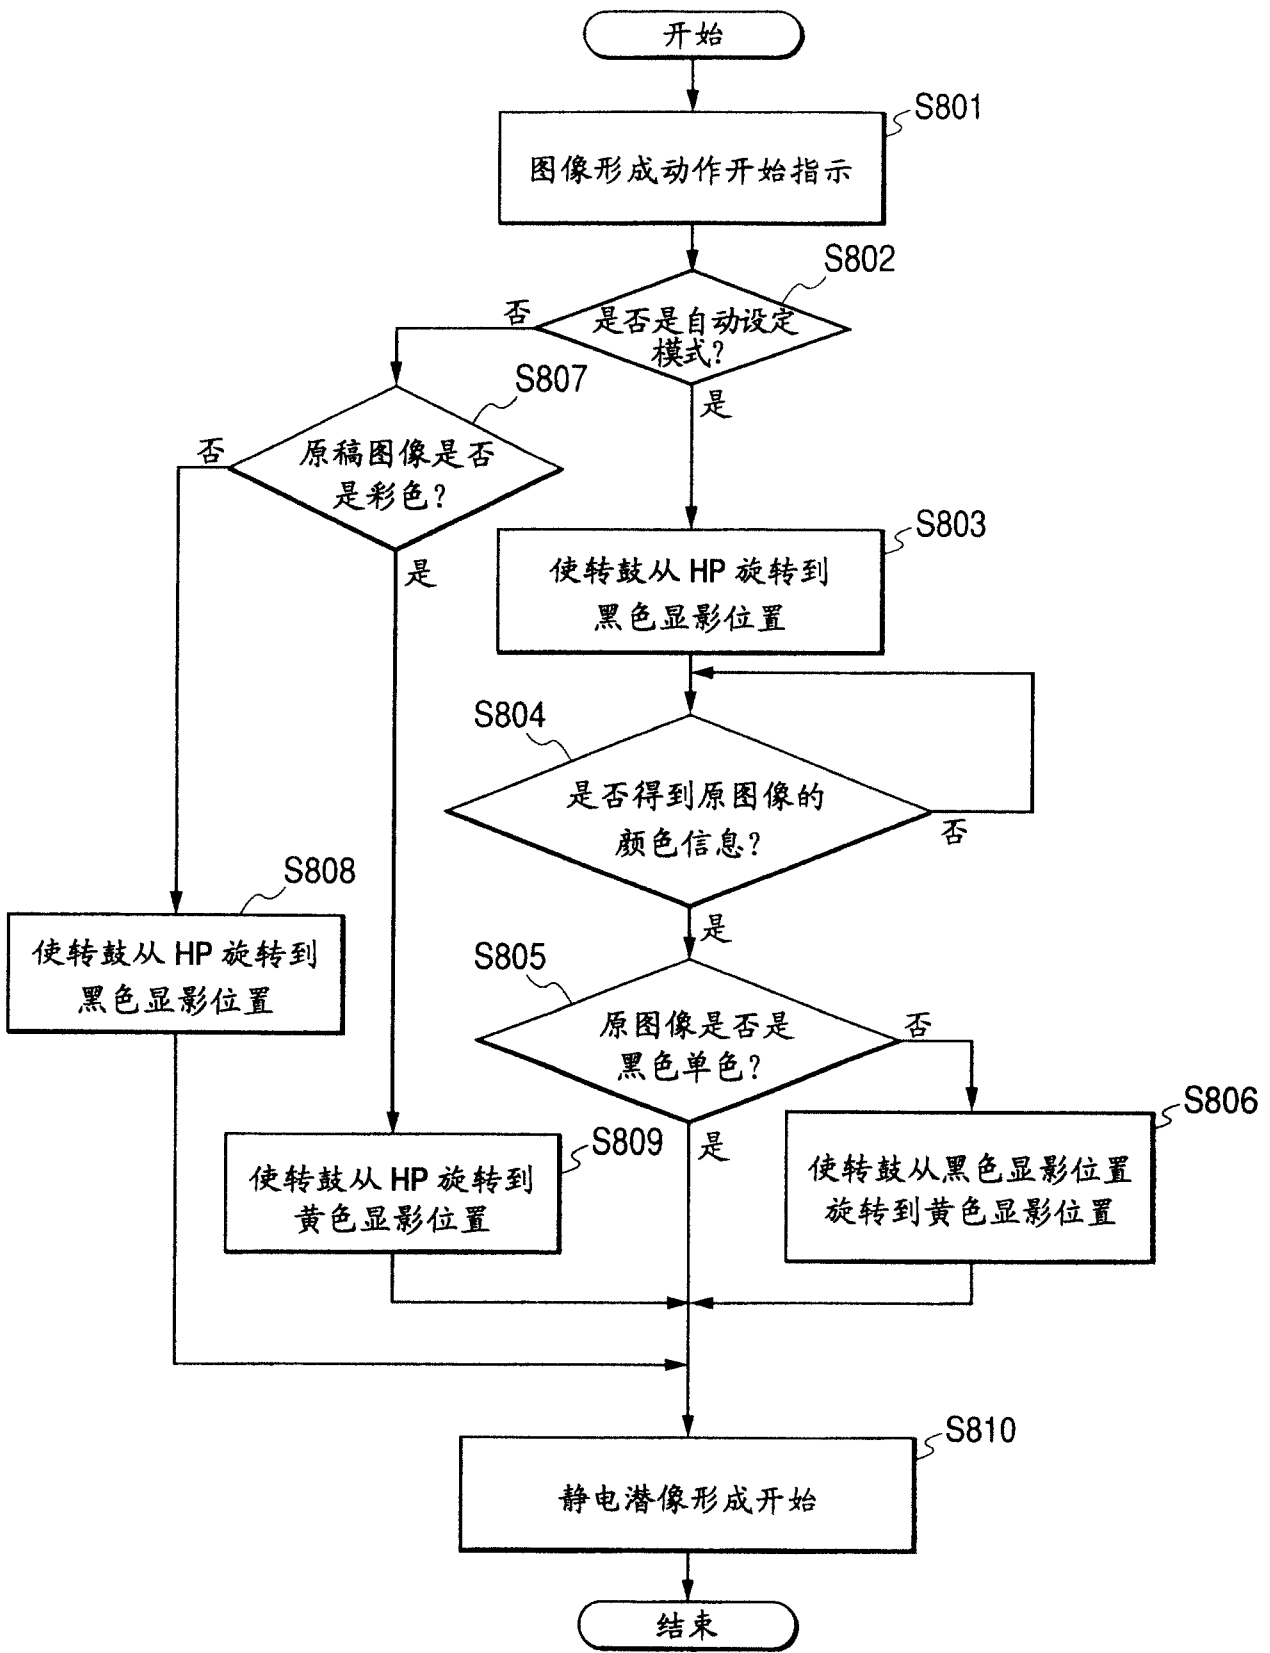 开始
S801
图像形成动作开始指示
S802
是否是自动设定
模式？
否
是
S807
原稿图像是否
是彩色？
否
是
S803
使转鼓从 HP 旋转到
黑色显影位置
S804
是否得到原图像的
颜色信息？
否
是
S808
使转鼓从 HP 旋转到
黑色显影位置
S805
原图像是否是
黑色单色？
否
是
S806
使转鼓从黑色显影位置
旋转到黄色显影位置
S809
使转鼓从 HP 旋转到
黄色显影位置
S810
静电潜像形成开始
结束